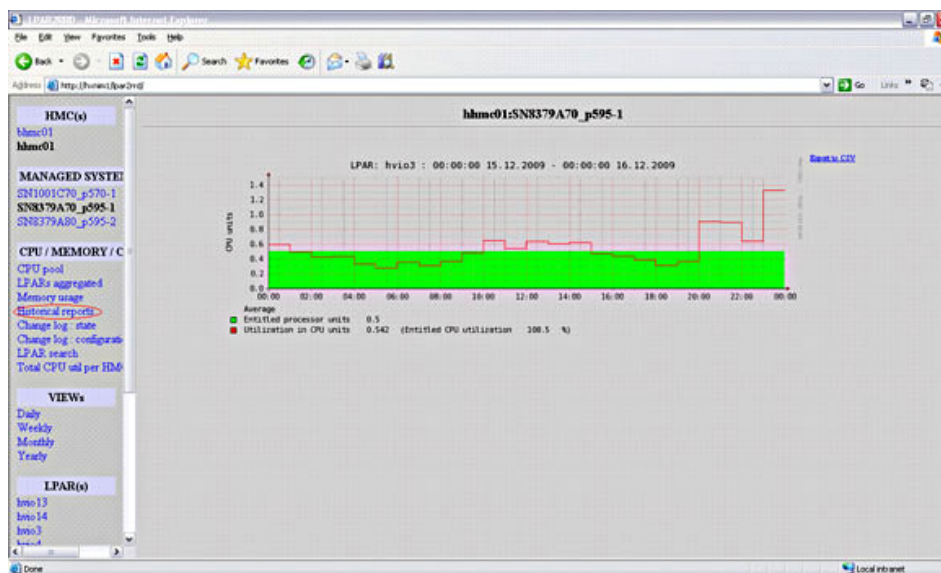 LPAR2RRD - Microsoft Internet Explorer
File Edit View Favorites Tools Help
Back Search Favorites
Address http://hvnim1/lpar2rrd/ Go Links
HMC(s)
bhmc01
hhmc01
MANAGED SYSTEM
SN1001C70_p570-1
SN8379A70_p595-1
SN8379A80_p595-2
CPU / MEMORY / C
CPU pool
LPARs aggregated
Memory usage
Historical reports
Change log : state
Change log : configurati
LPAR search
Total CPU util per HMC
VIEWs
Daily
Weekly
Monthly
Yearly
LPAR(s)
hvio13
hvio14
hvio3
hvio4
hhmc01:SN8379A70_p595-1
Export to CSV
LPAR: hvio3 : 00:00:00 15.12.2009 - 00:00:00 16.12.2009
CPU units
1.4
1.2
1.0
0.8
0.6
0.4
0.2
0.0
00:00 02:00 04:00 06:00 08:00 10:00 12:00 14:00 16:00 18:00 20:00 22:00 00:00
Average
Entitled processor units 0.5
Utilization in CPU units 0.542 (Entitled CPU utilization 108.5 %)
Done Local intranet